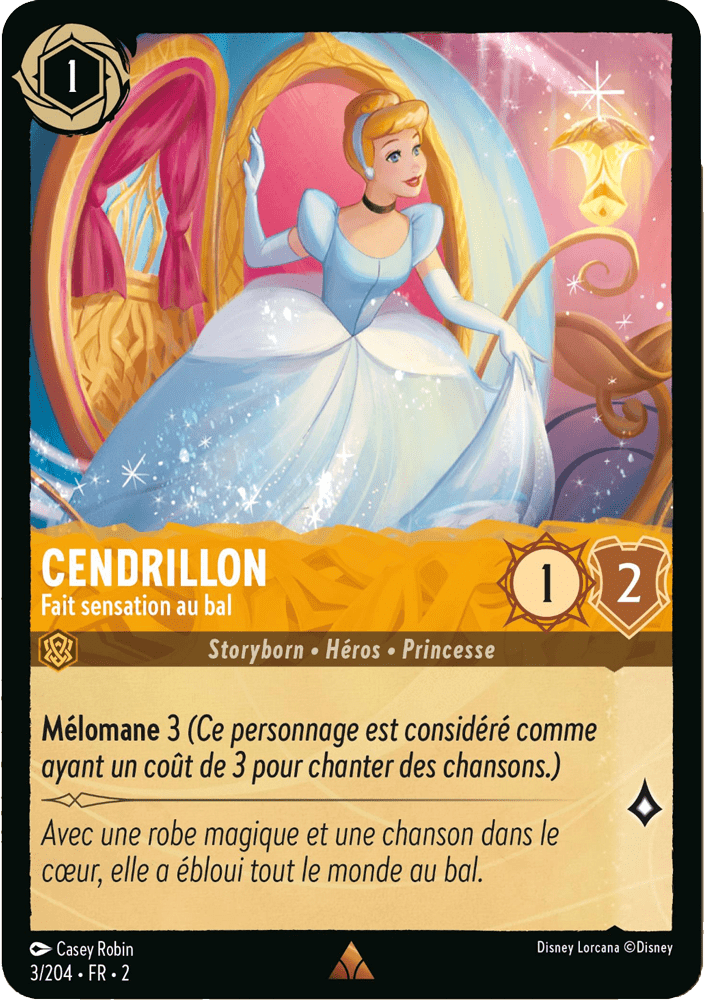 1
CENDRILLON
Fait sensation au bal
1
2
Storyborn • Héros • Princesse
Mélomane 3 (Ce personnage est considéré comme
ayant un coût de 3 pour chanter des chansons.)
Avec une robe magique et une chanson dans le
cœur, elle a ébloui tout le monde au bal.
Casey Robin
Disney Lorcana ©Disney
3/204 • FR • 2